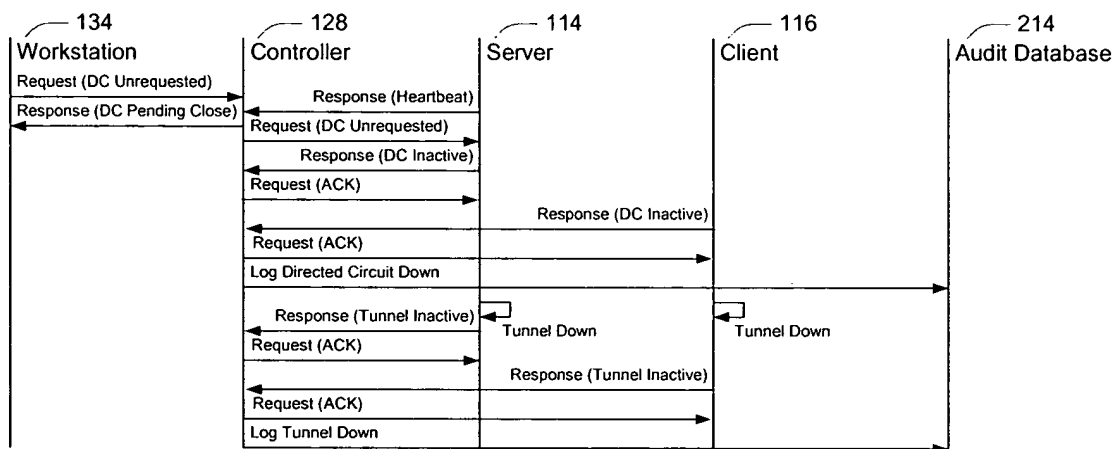 134
128
114
116
214
Workstation
Controller
Server
Client
Audit Database
Request (DC Unrequested)
Response (Heartbeat)
Response (DC Pending Close)
Request (DC Unrequested)
Response (DC Inactive)
Request (ACK)
Response (DC Inactive)
Request (ACK)
Log Directed Circuit Down
Response (Tunnel Inactive)
Tunnel Down
Tunnel Down
Request (ACK)
Response (Tunnel Inactive)
Request (ACK)
Log Tunnel Down